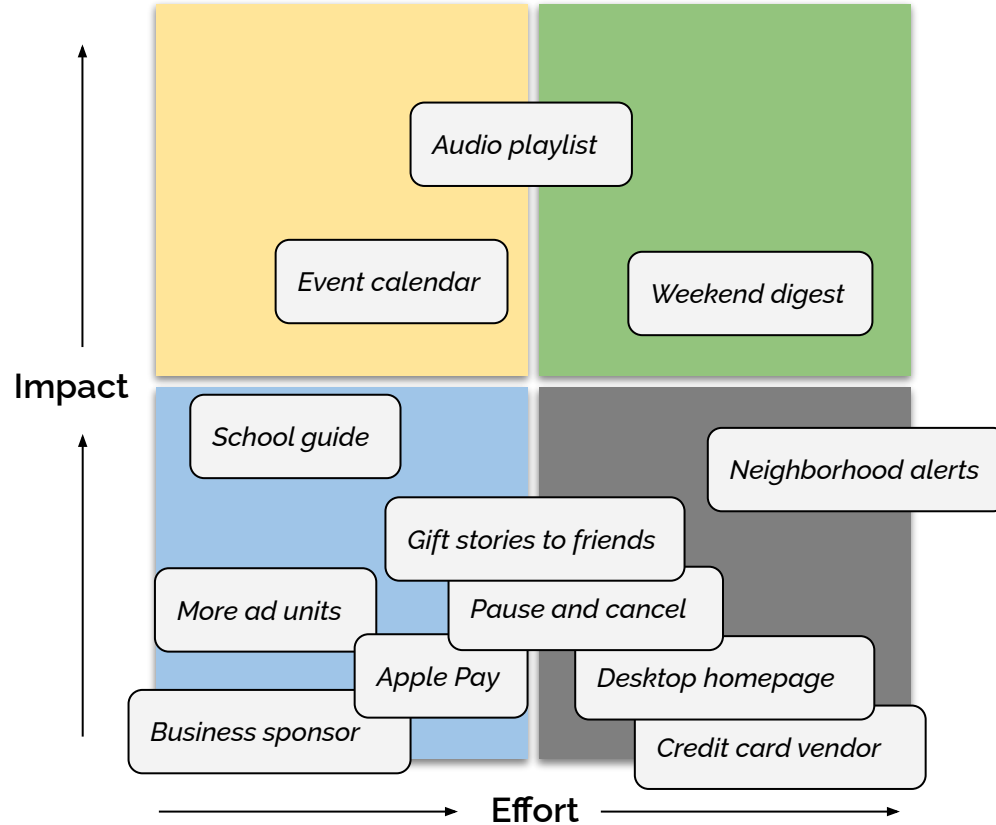 Audio playlist
Event calendar
Weekend digest
Impact
School guide
Neighborhood alerts
Gift stories to friends
More ad units
Pause and cancel
Apple Pay
Desktop homepage
Business sponsor
Credit card vendor
Effort